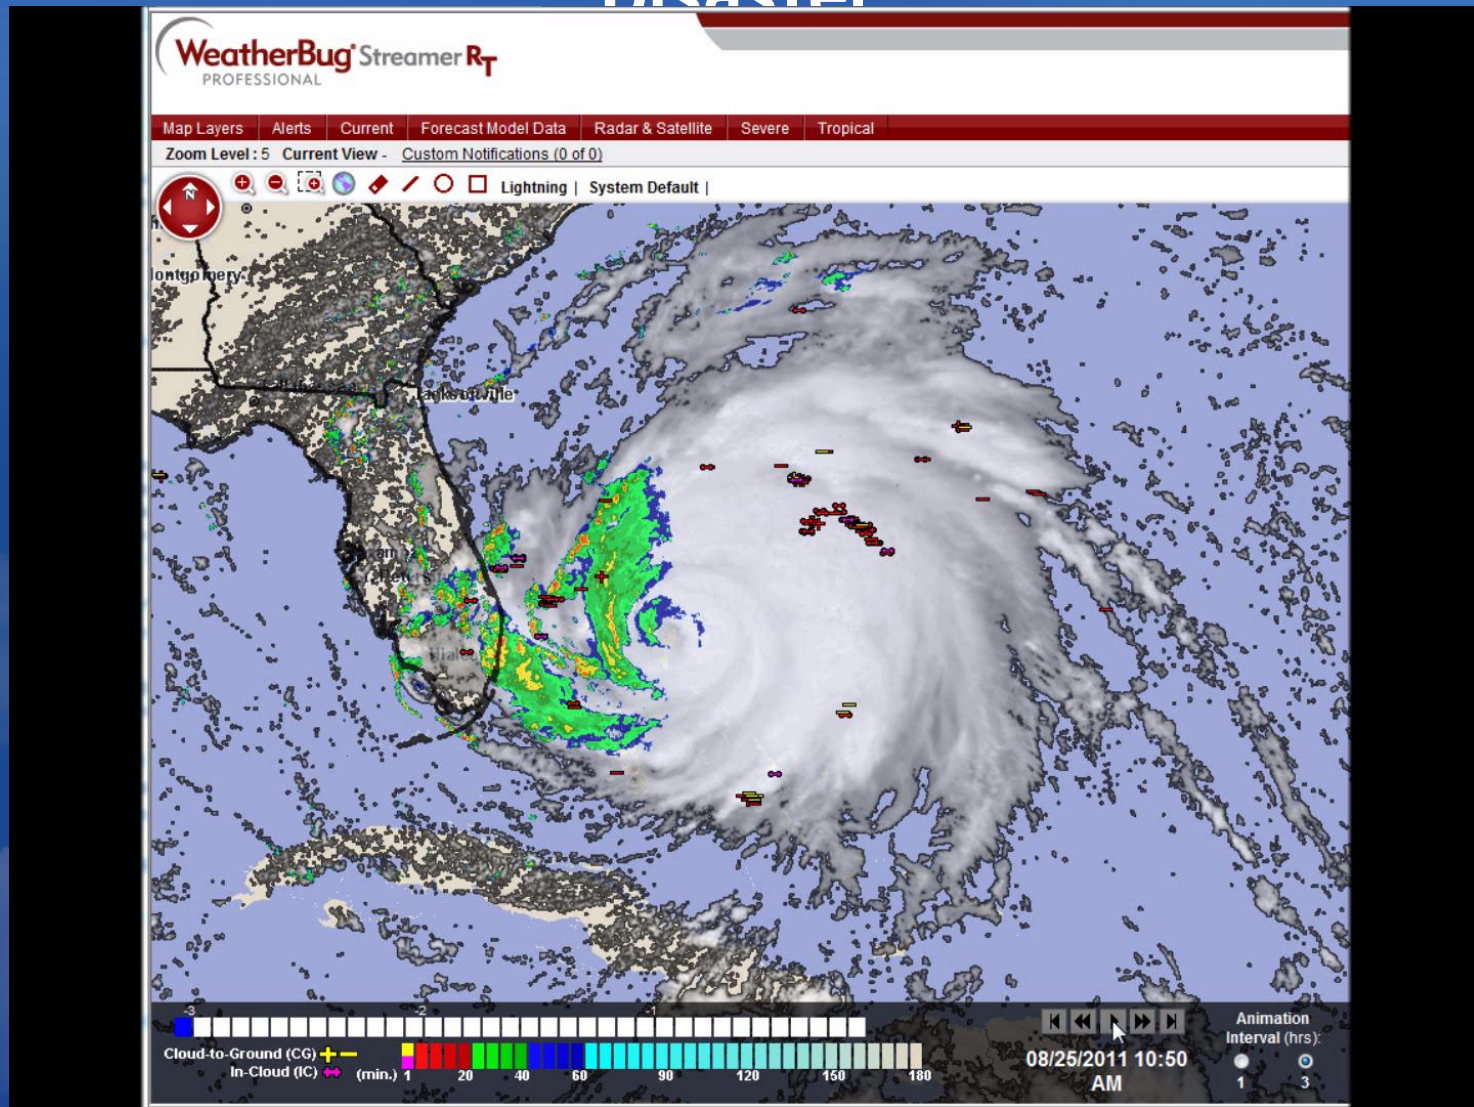 Disaster
WeatherBug Streamer RT
PROFESSIONAL
Map Layers Alerts Current Forecast Model Data Radar & Satellite Severe Tropical
Zoom Level : 5 Current View - Custom Notifications (0 of 0)
N
Lightning | System Default |
Jacksonville
-3 -2 -1
Animation
Interval (hrs):
Cloud-to-Ground (CG)
In-Cloud (IC)
(min.) 1 20 40 60 90 120 150 180
08/25/2011 10:50
AM
1 3